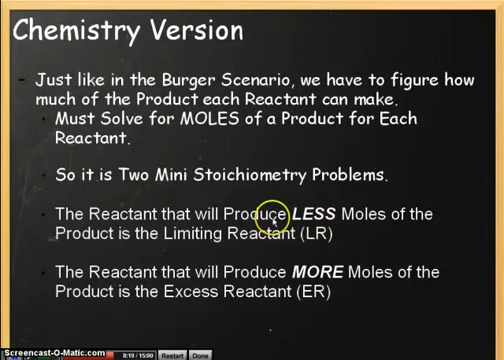 Chemistry Version
- Just like in the Burger Scenario, we have to figure how
much of the Product each Reactant can make.
• Must Solve for MOLES of a Product for Each
Reactant.
• So it is Two Mini Stoichiometry Problems.
• The Reactant that will Produce LESS Moles of the
Product is the Limiting Reactant (LR)
• The Reactant that will Produce MORE Moles of the
Product is the Excess Reactant (ER)
Screencast-O-Matic.com
8:19 / 15:00 Restart Done